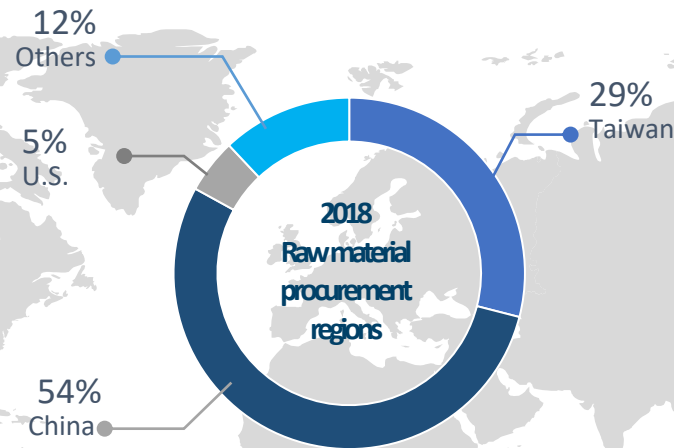 12%
Others
29%
Taiwan
5%
U.S.
2018
Raw material
procurement
regions
54%
China